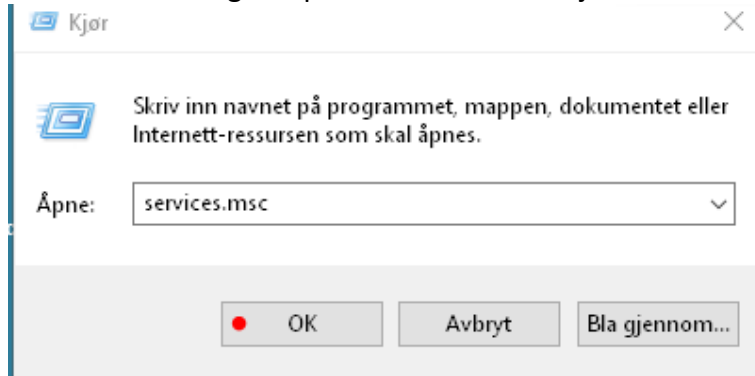 Kjør
Skriv inn navnet på programmet, mappen, dokumentet eller
Internett-ressursen som skal åpnes.
Åpne: services.msc
OK Avbryt Bla gjennom...